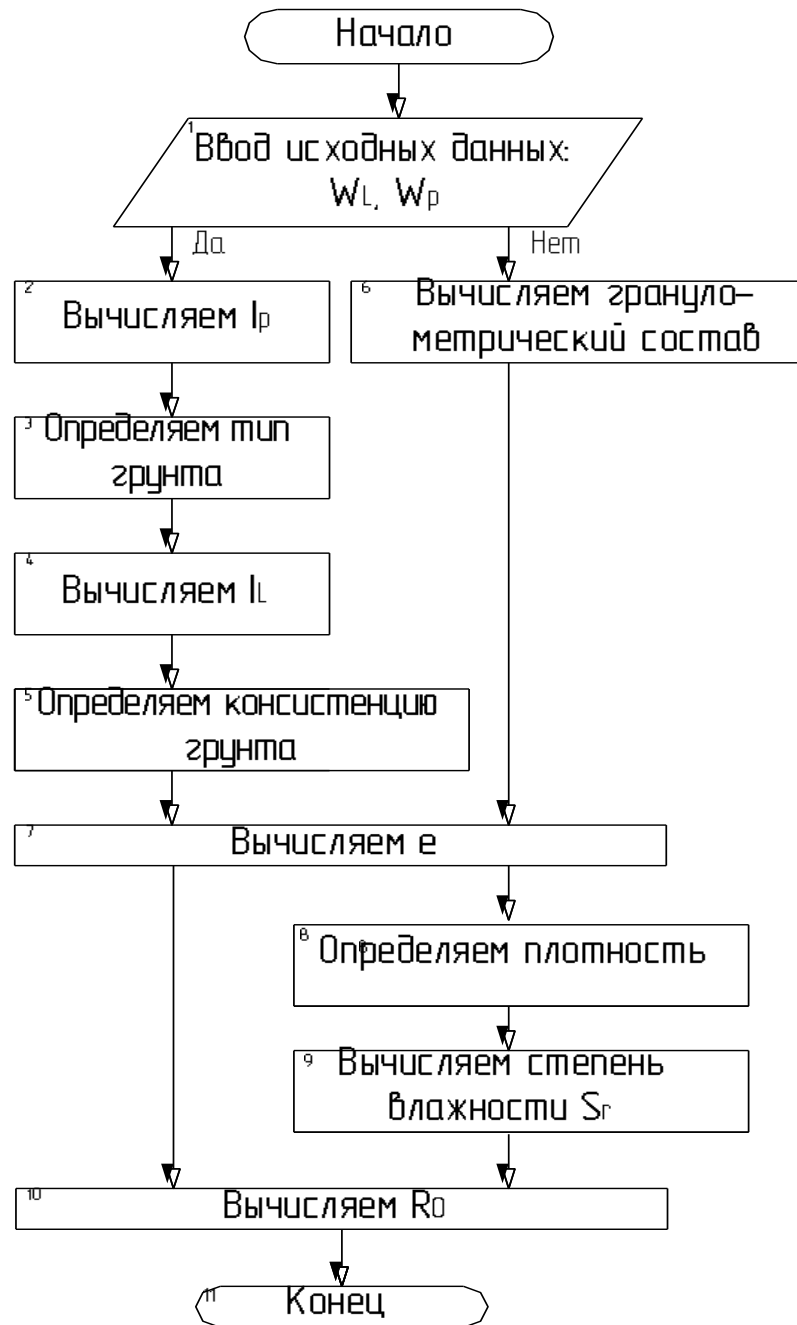 Начало
1
Ввод исходных данных:
WL, Wp
Да
Нет
2
Вычисляем Ip
6
Вычисляем грануло-
метрический состав
3
Определяем тип
грунта
4
Вычисляем IL
5
Определяем консистенцию
грунта
7
Вычисляем e
8
Определяем плотность
9
Вычисляем степень
влажности Sr
10
Вычисляем R0
11
Конец